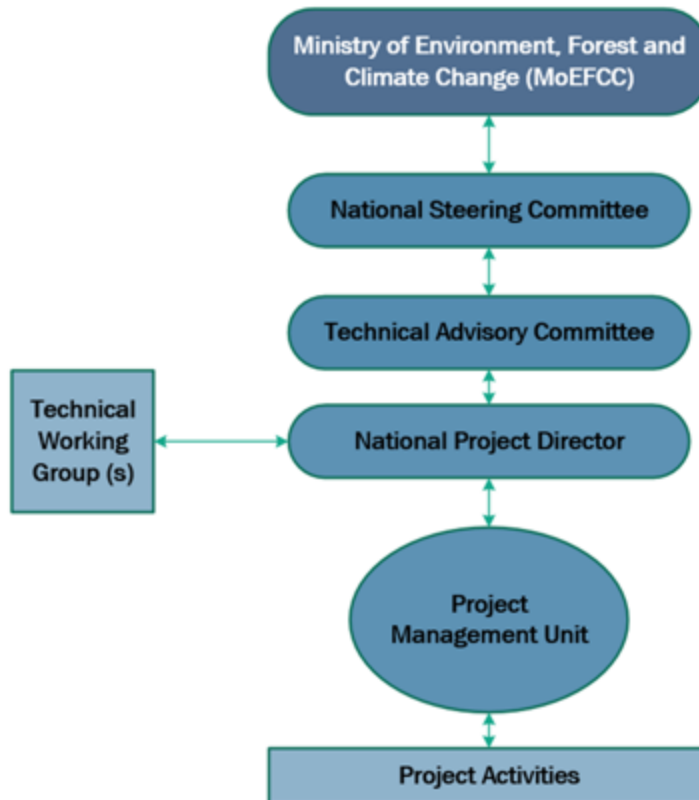 Ministry of Environment, Forest and
Climate Change (MoEFCC)
National Steering Committee
Technical Advisory Committee
Technical
Working
Group (s)
National Project Director
Project
Management Unit
Project Activities